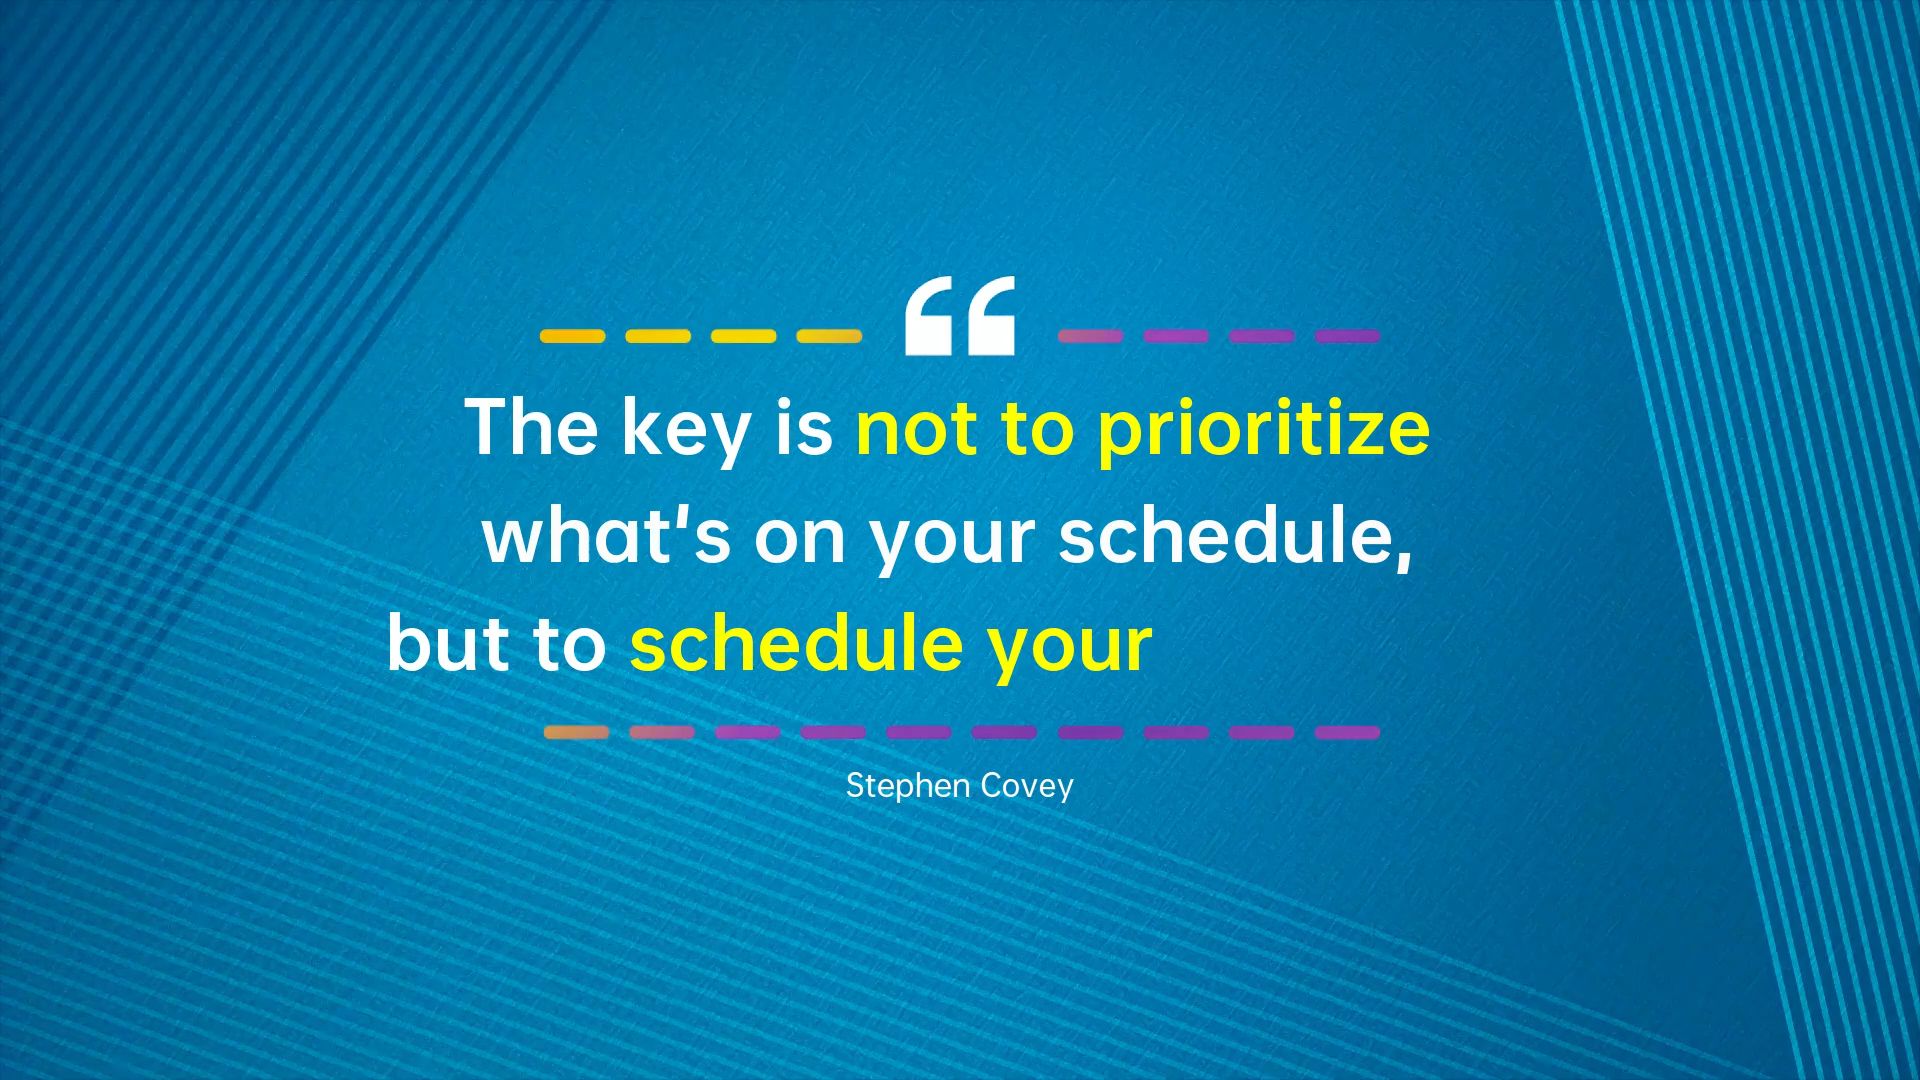 “
The key is not to prioritize
what's on your schedule,
but to schedule your
Stephen Covey